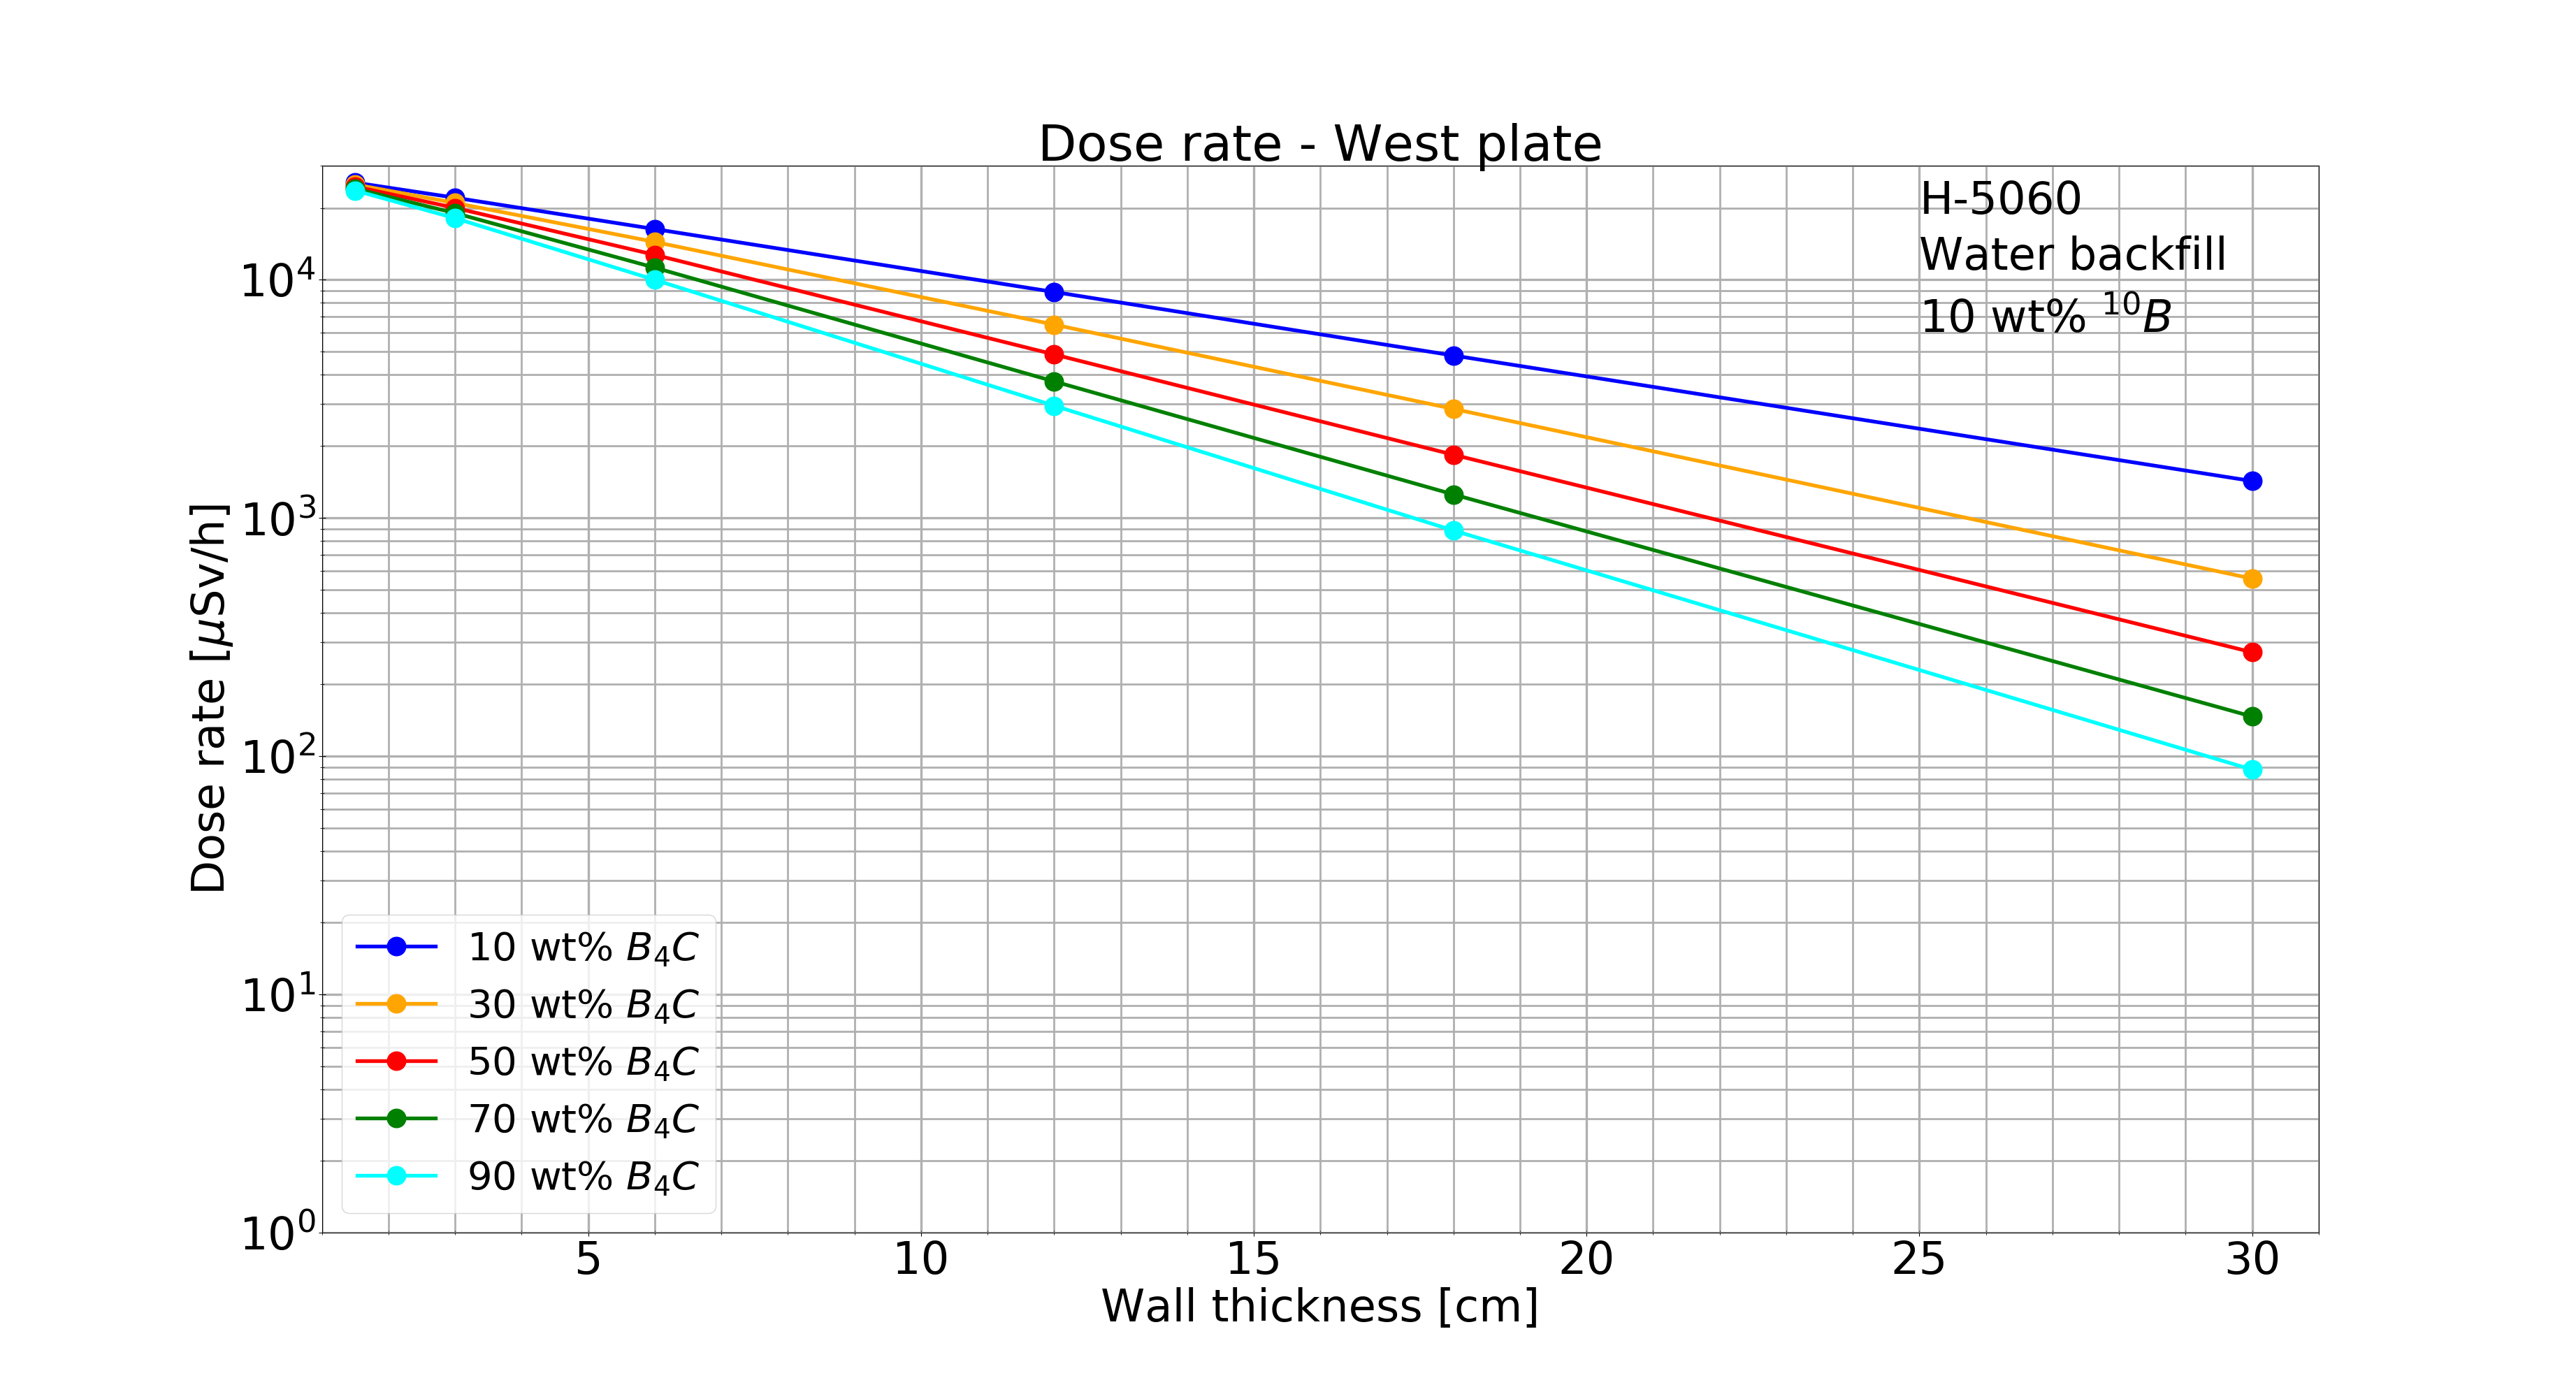 Dose rate - West plate
H-5060
Water backfill
10 wt% ¹⁰B
Dose rate [μSv/h]
10⁴
10³
10²
10¹
10⁰
10 wt% B₄C
30 wt% B₄C
50 wt% B₄C
70 wt% B₄C
90 wt% B₄C
5 10 15 20 25 30
Wall thickness [cm]